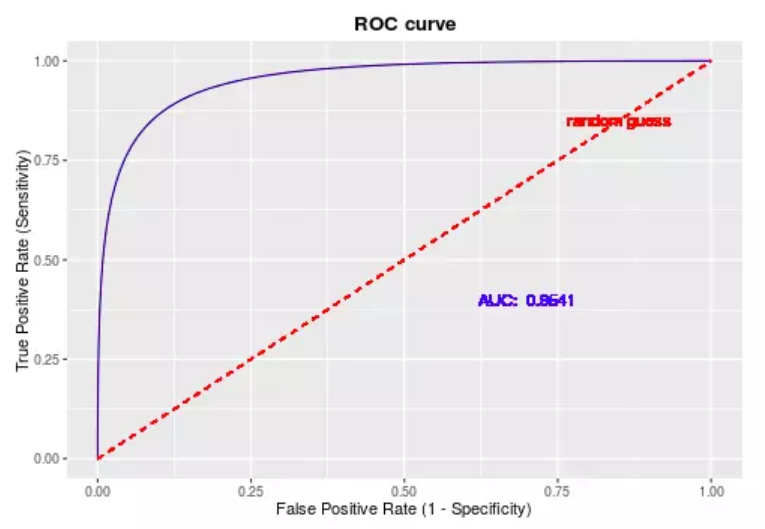 ROC curve
True Positive Rate (Sensitivity)
1.00
0.75
0.50
0.25
0.00
random guess
AUC: 0.9541
0.00 0.25 0.50 0.75 1.00
False Positive Rate (1 - Specificity)